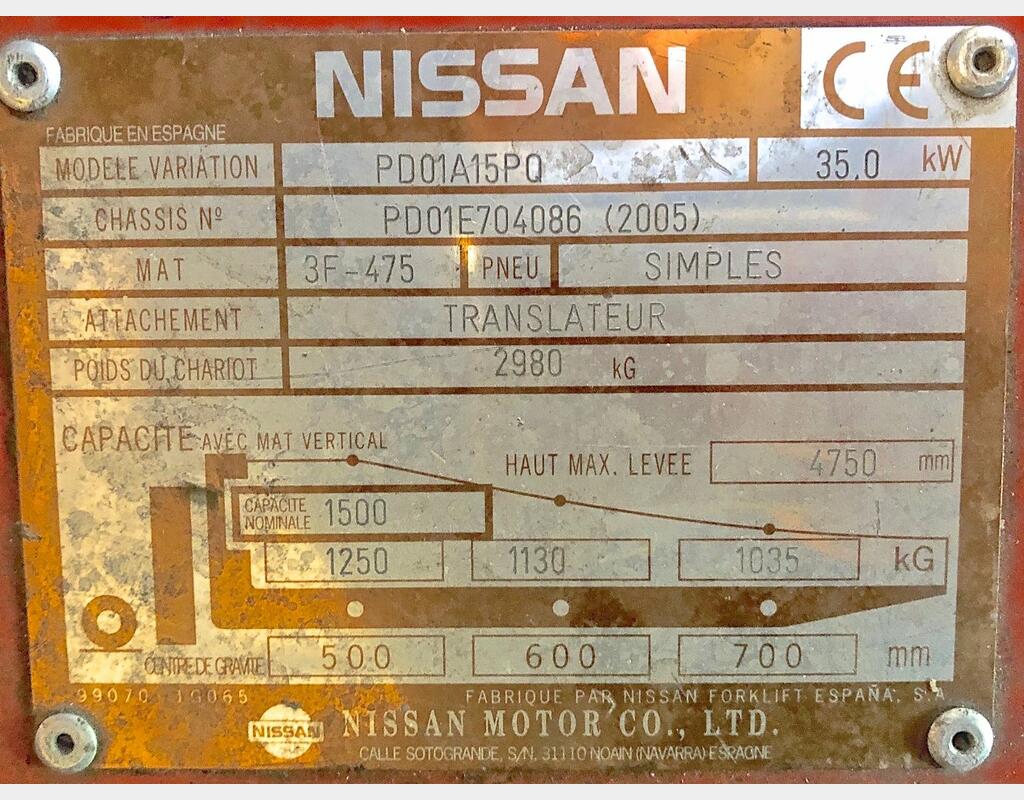 NISSAN CE
FABRIQUE EN ESPAGNE
MODELE VARIATION PD01A15PQ 35.0 kW
CHASSIS Nº PD01E704086 (2005)
MAT 3F-475 PNEU SIMPLES
ATTACHEMENT TRANSLATEUR
POIDS DU CHARIOT 2980 kG
CAPACITE AVEC MAT VERTICAL
HAUT MAX. LEVEE 4750 mm
CAPACITE NOMINALE 1500
1250 1130 1035 kG
CENTRE DE GRAVITE 500 600 700 mm
99070 1G065 FABRIQUE PAR NISSAN FORKLIFT ESPAÑA, S.A
NISSAN NISSAN MOTOR CO., LTD.
CALLE SOTOGRANDE, S/N. 31110 NOAIN (NAVARRA) ESPAGNE